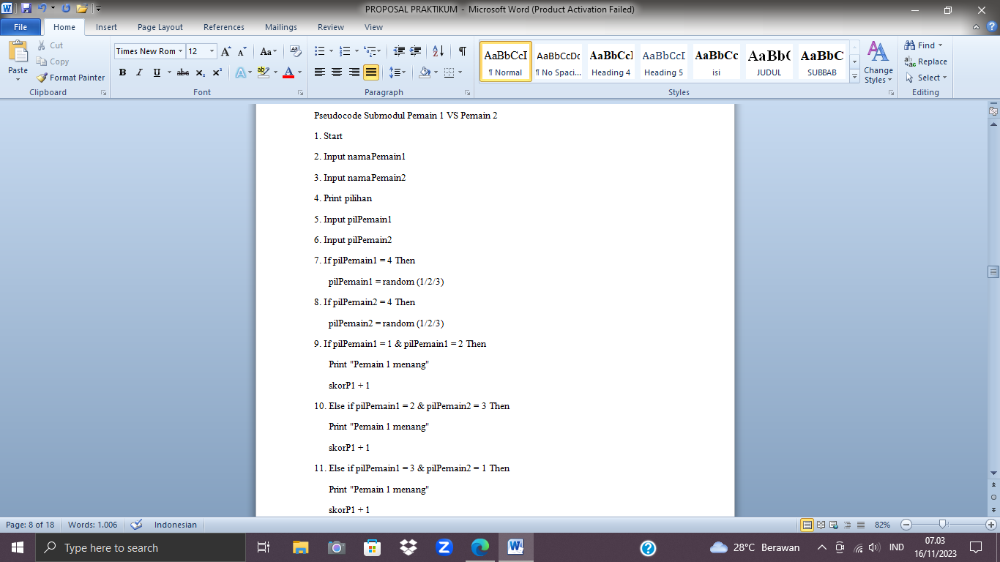 PROPOSAL PRAKTIKUM - Microsoft Word (Product Activation Failed)
File Home Insert Page Layout References Mailings Review View
Paste
Cut
Copy
Format Painter
Clipboard
Times New Rom 12
Font
Paragraph
AaBbCcI AaBbCcDc AaBbCcI AaBbCcI AaBbCc AaBbC AaBbC
¶ Normal ¶ No Spaci... Heading 4 Heading 5 isi JUDUL SUBBAB
Change Styles
Styles
Find
Replace
Select
Editing
Pseudocode Submodul Pemain 1 VS Pemain 2
1. Start
2. Input namaPemain1
3. Input namaPemain2
4. Print pilihan
5. Input pilPemain1
6. Input pilPemain2
7. If pilPemain1 = 4 Then
pilPemain1 = random (1/2/3)
8. If pilPemain2 = 4 Then
pilPemain2 = random (1/2/3)
9. If pilPemain1 = 1 & pilPemain1 = 2 Then
Print "Pemain 1 menang"
skorP1 + 1
10. Else if pilPemain1 = 2 & pilPemain2 = 3 Then
Print "Pemain 1 menang"
skorP1 + 1
11. Else if pilPemain1 = 3 & pilPemain2 = 1 Then
Print "Pemain 1 menang"
skorP1 + 1
Page: 8 of 18 Words: 1.006 Indonesian 82%
Type here to search
28°C Berawan IND 07.03
16/11/2023